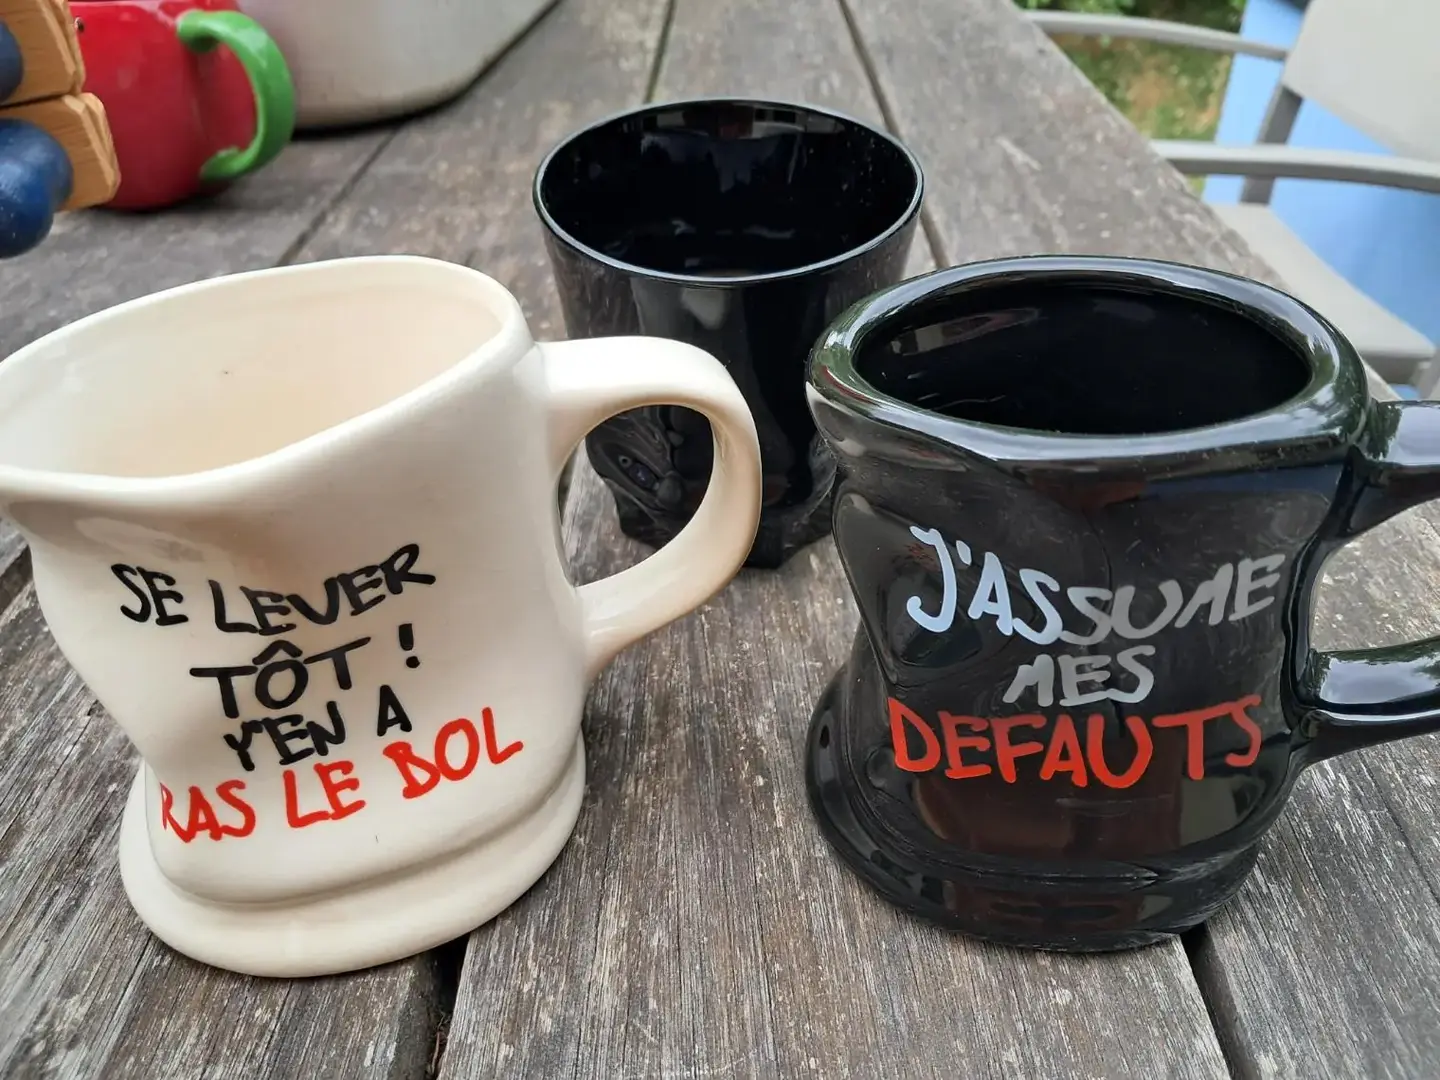 SE LEVER
TÔT !
Y'EN A
RAS LE BOL
J'ASSUME
MES
DEFAUTS